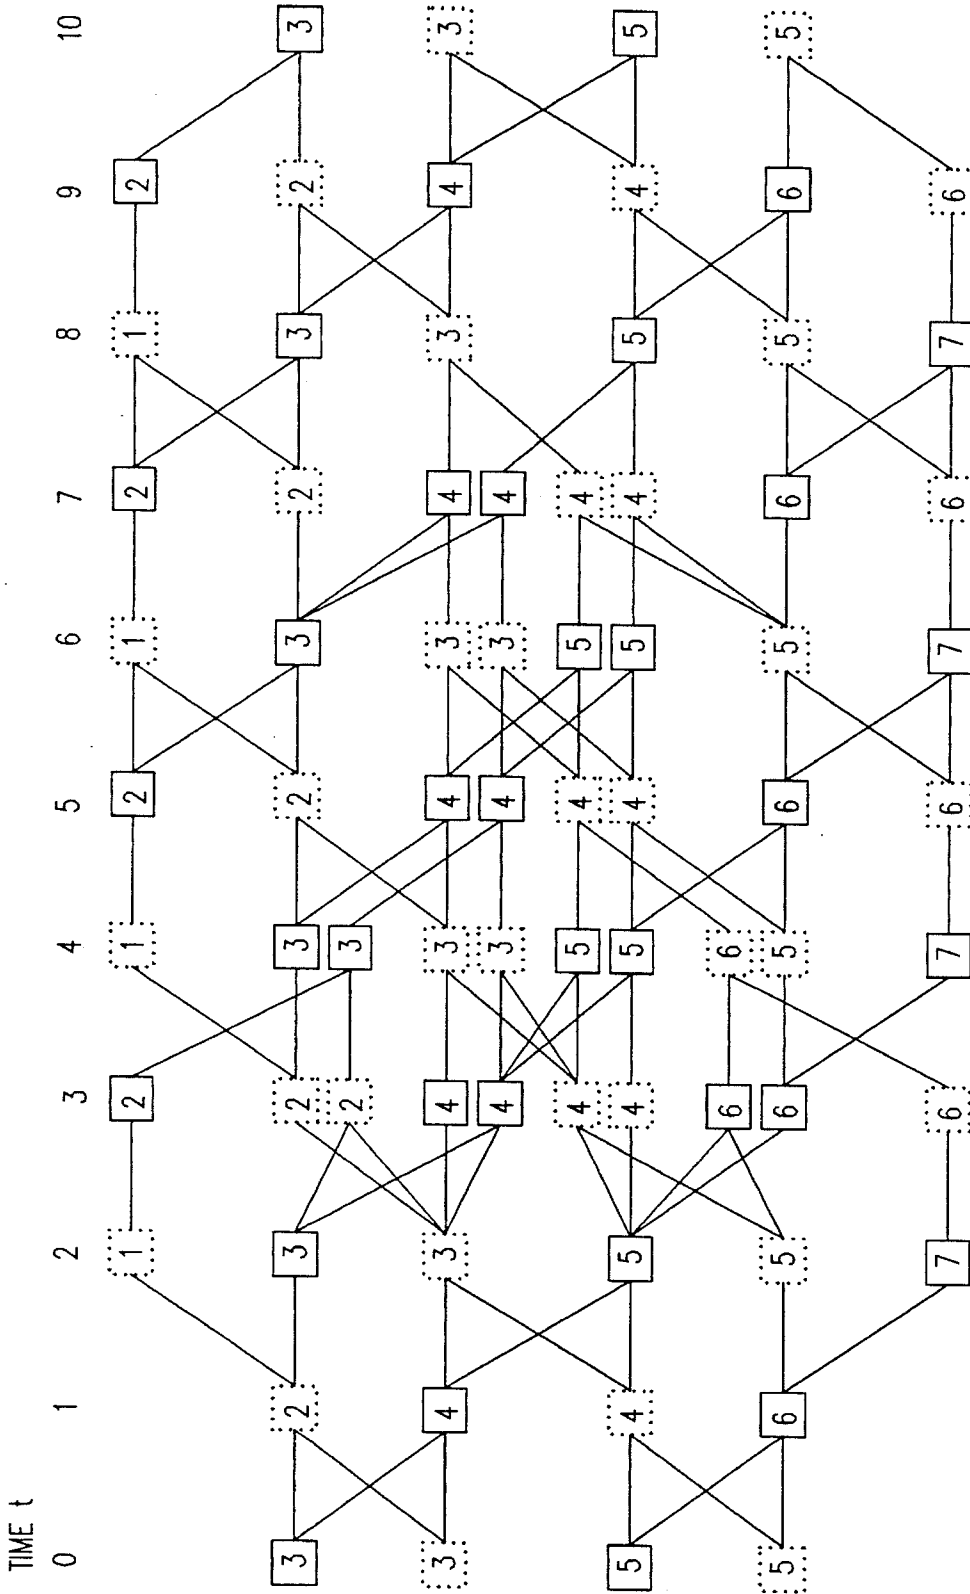 TIME t
0 1 2 3 4 5 6 7 8 9 10
1 2 1 2 1 2 1 2
3 2 3 2 3 2 3 2 3 2 3
2 3
3 4 3 4 3 4 3 4 3 4 3
4 3 4 3 4
4 5 4 5 4
5 4 5 4 5 4 5 4 5 4 5
6 6
5 6 5 6 5 6 5 6 5 6 5
7 6 7 6 7 6 7 6